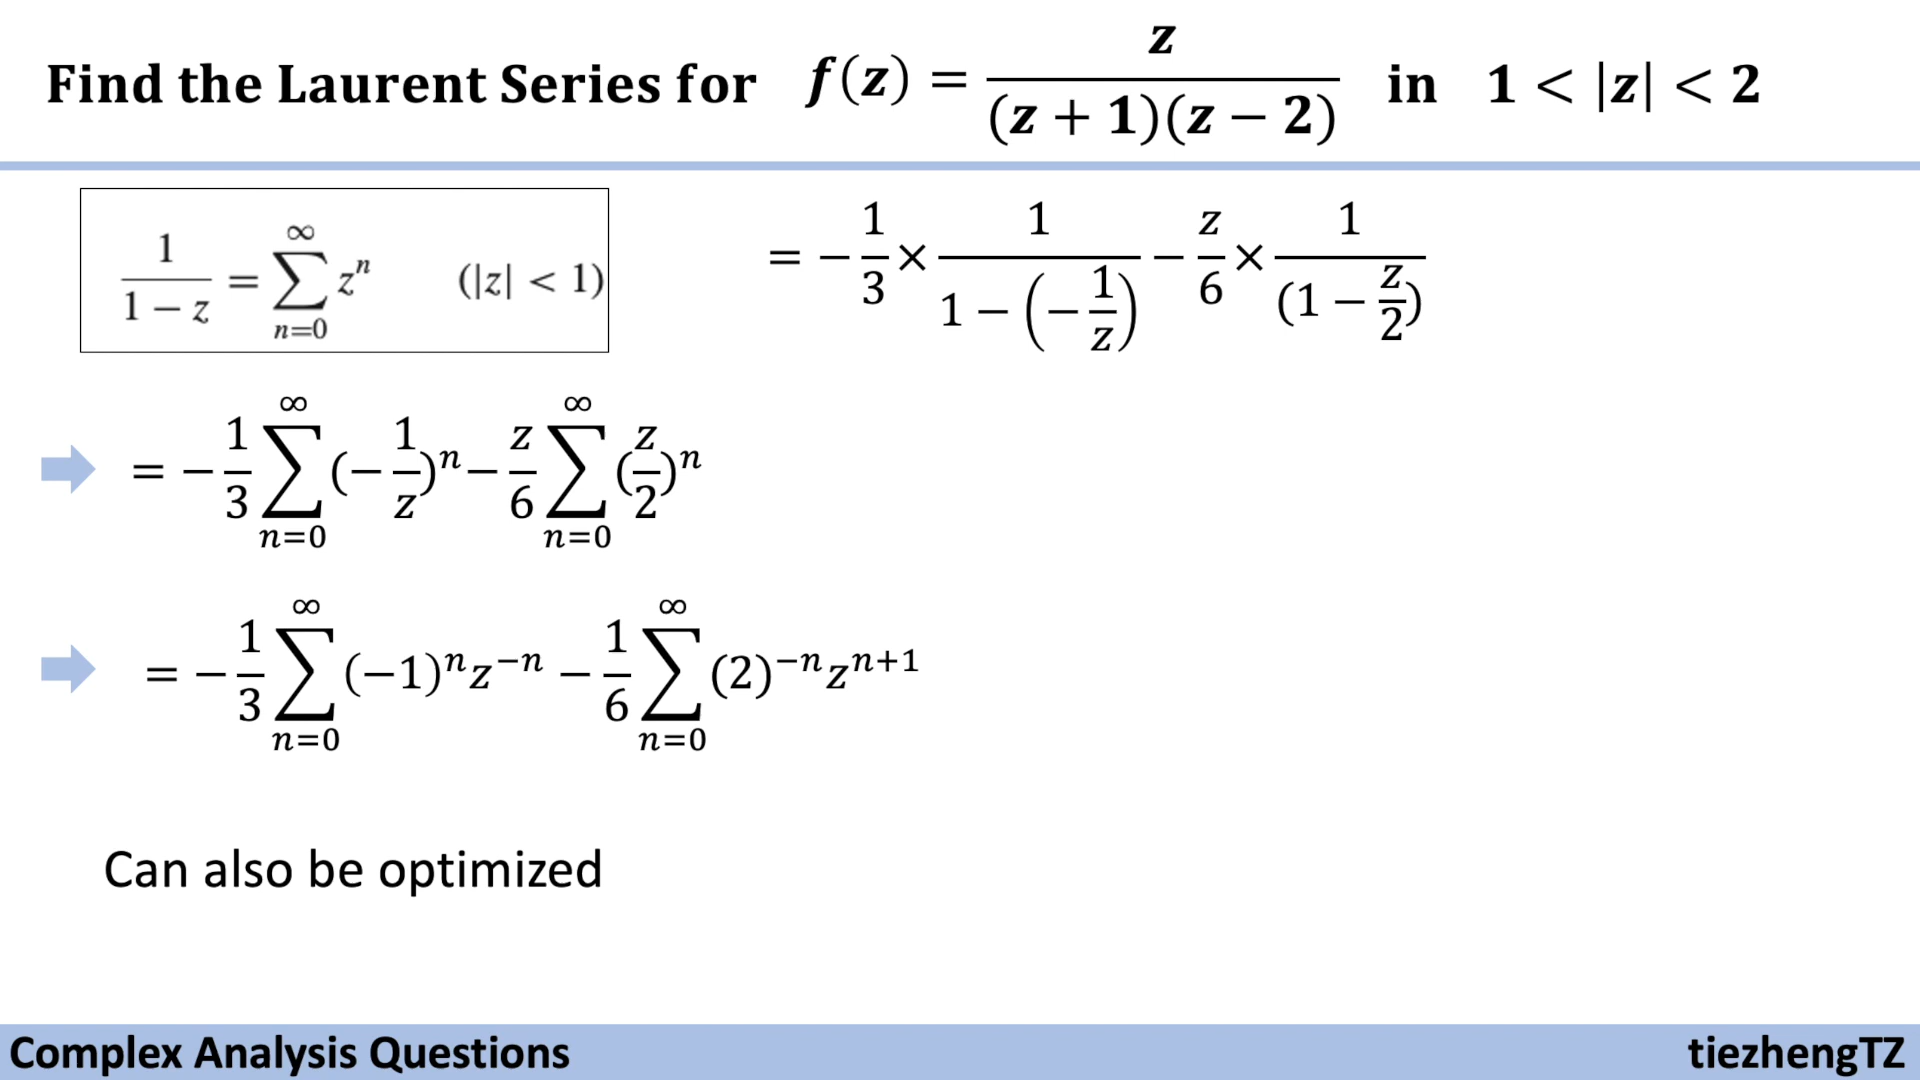 Find the Laurent Series for f(z) = z / (z + 1)(z − 2) in 1 < |z| < 2
1 / 1 − z = ∑_{n=0}^{∞} z^n (|z| < 1)
= − 1/3 × 1 / 1 − (− 1/z) − z/6 × 1 / (1 − z/2)
= − 1/3 ∑_{n=0}^{∞} (− 1/z)^n − z/6 ∑_{n=0}^{∞} (z/2)^n
= − 1/3 ∑_{n=0}^{∞} (−1)^n z^{−n} − 1/6 ∑_{n=0}^{∞} (2)^{−n} z^{n+1}
Can also be optimized
Complex Analysis Questions
tiezhengTZ